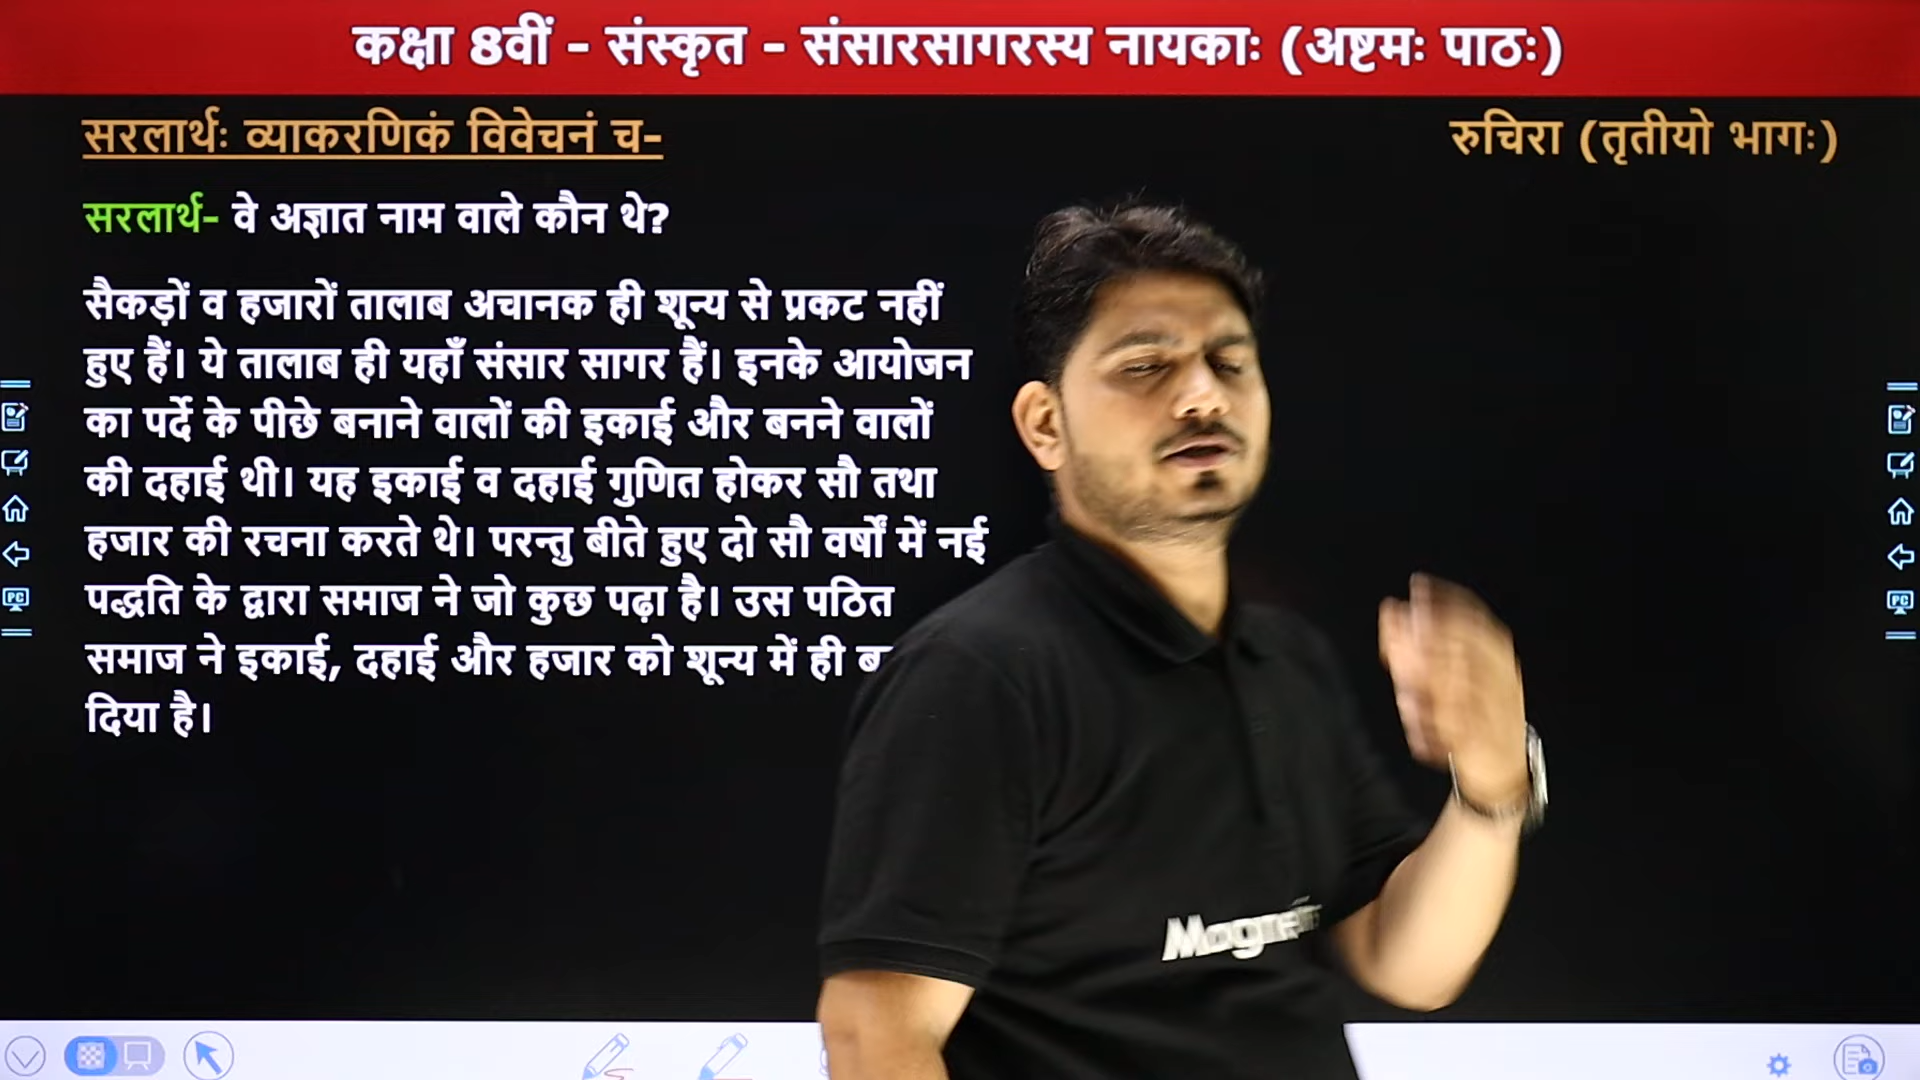 कक्षा 8वीं - संस्कृत - संसारसागरस्य नायकाः (अष्टमः पाठः)
सरलार्थः व्याकरणिकं विवेचनं च-
रुचिरा (तृतीयो भागः)
सरलार्थ- वे अज्ञात नाम वाले कौन थे?
सैकड़ों व हजारों तालाब अचानक ही शून्य से प्रकट नहीं
हुए हैं। ये तालाब ही यहाँ संसार सागर हैं। इनके आयोजन
का पर्दे के पीछे बनाने वालों की इकाई और बनने वालों
की दहाई थी। यह इकाई व दहाई गुणित होकर सौ तथा
हजार की रचना करते थे। परन्तु बीते हुए दो सौ वर्षों में नई
पद्धति के द्वारा समाज ने जो कुछ पढ़ा है। उस पठित
समाज ने इकाई, दहाई और हजार को शून्य में ही
दिया है।
PC
PC